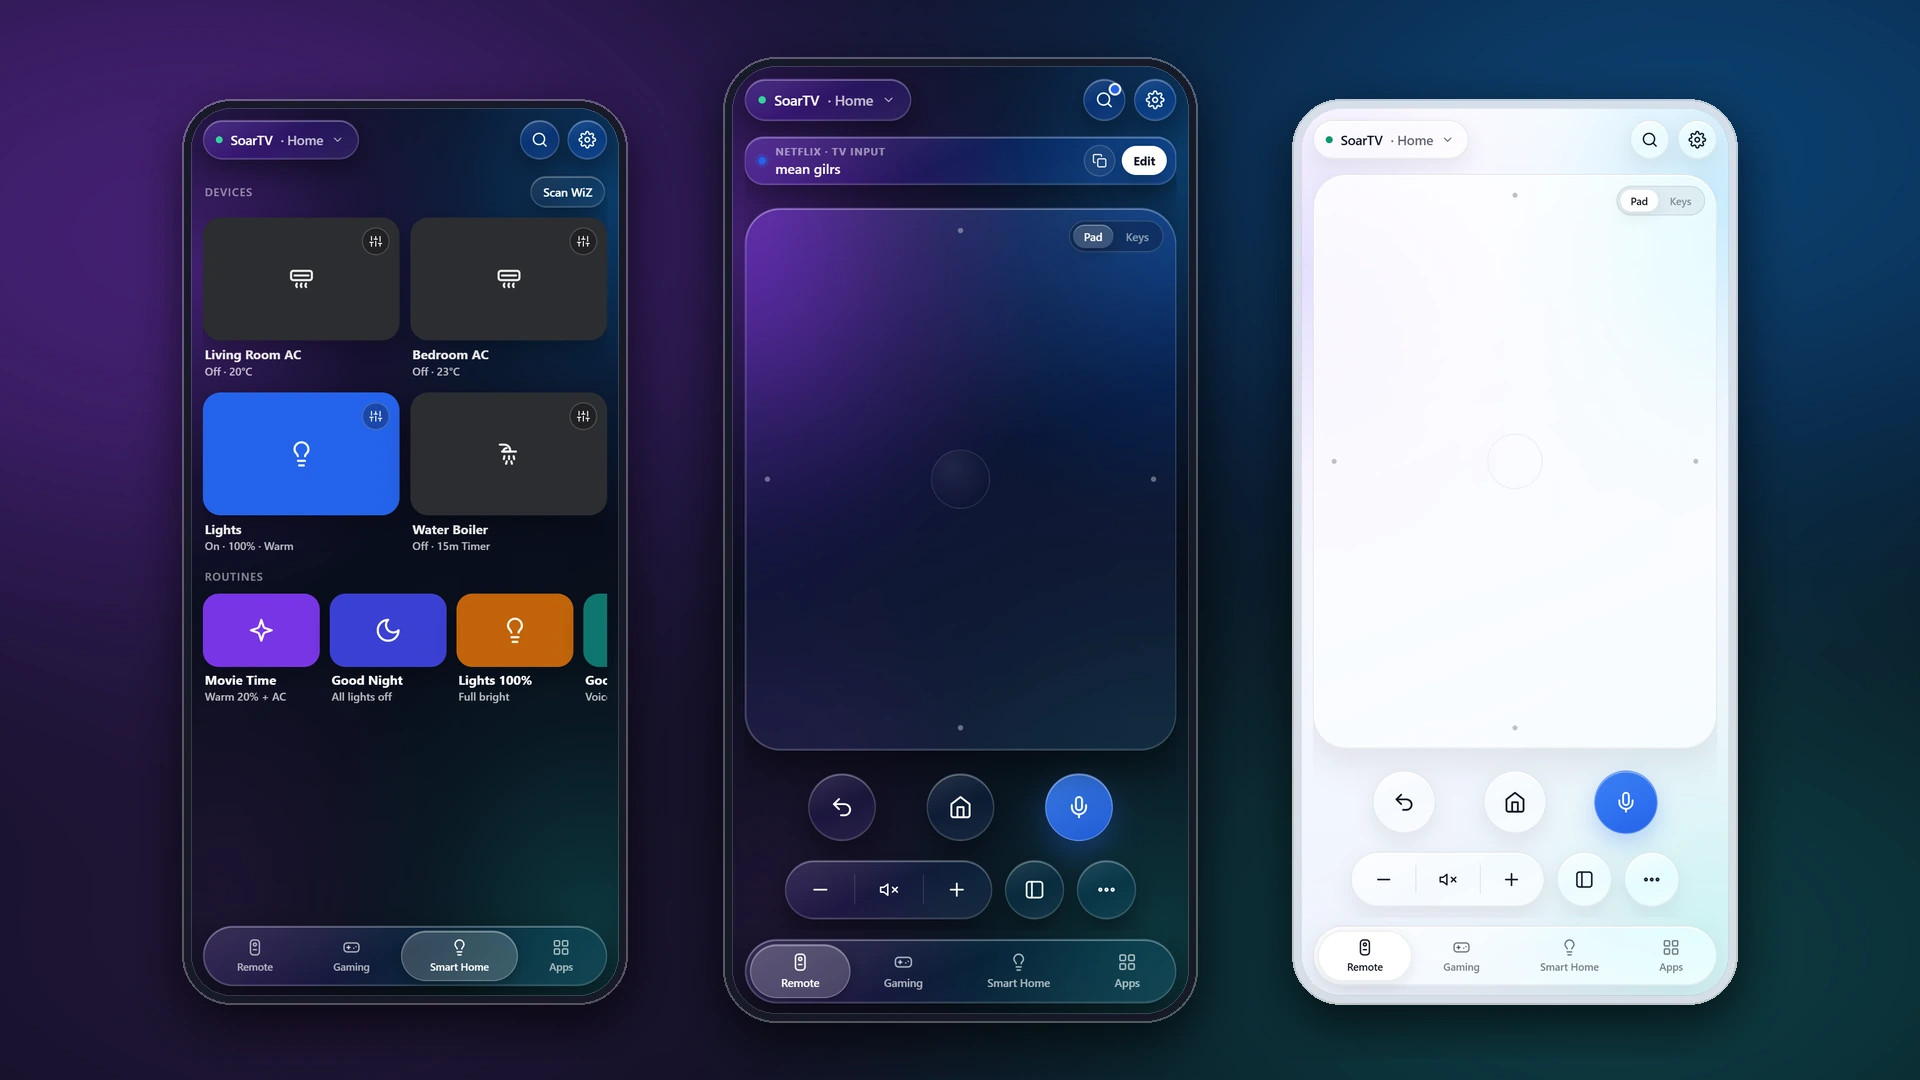 SoarTV · Home
DEVICES
Scan WiZ
Living Room AC
Off · 20°C
Bedroom AC
Off · 23°C
Lights
On · 100% · Warm
Water Boiler
Off · 15m Timer
ROUTINES
Movie Time
Warm 20% + AC
Good Night
All lights off
Lights 100%
Full bright
Goo
Voic
Remote
Gaming
Smart Home
Apps
SoarTV · Home
NETFLIX · TV INPUT
mean gilrs
Edit
Pad
Keys
Remote
Gaming
Smart Home
Apps
SoarTV · Home
Pad
Keys
Remote
Gaming
Smart Home
Apps